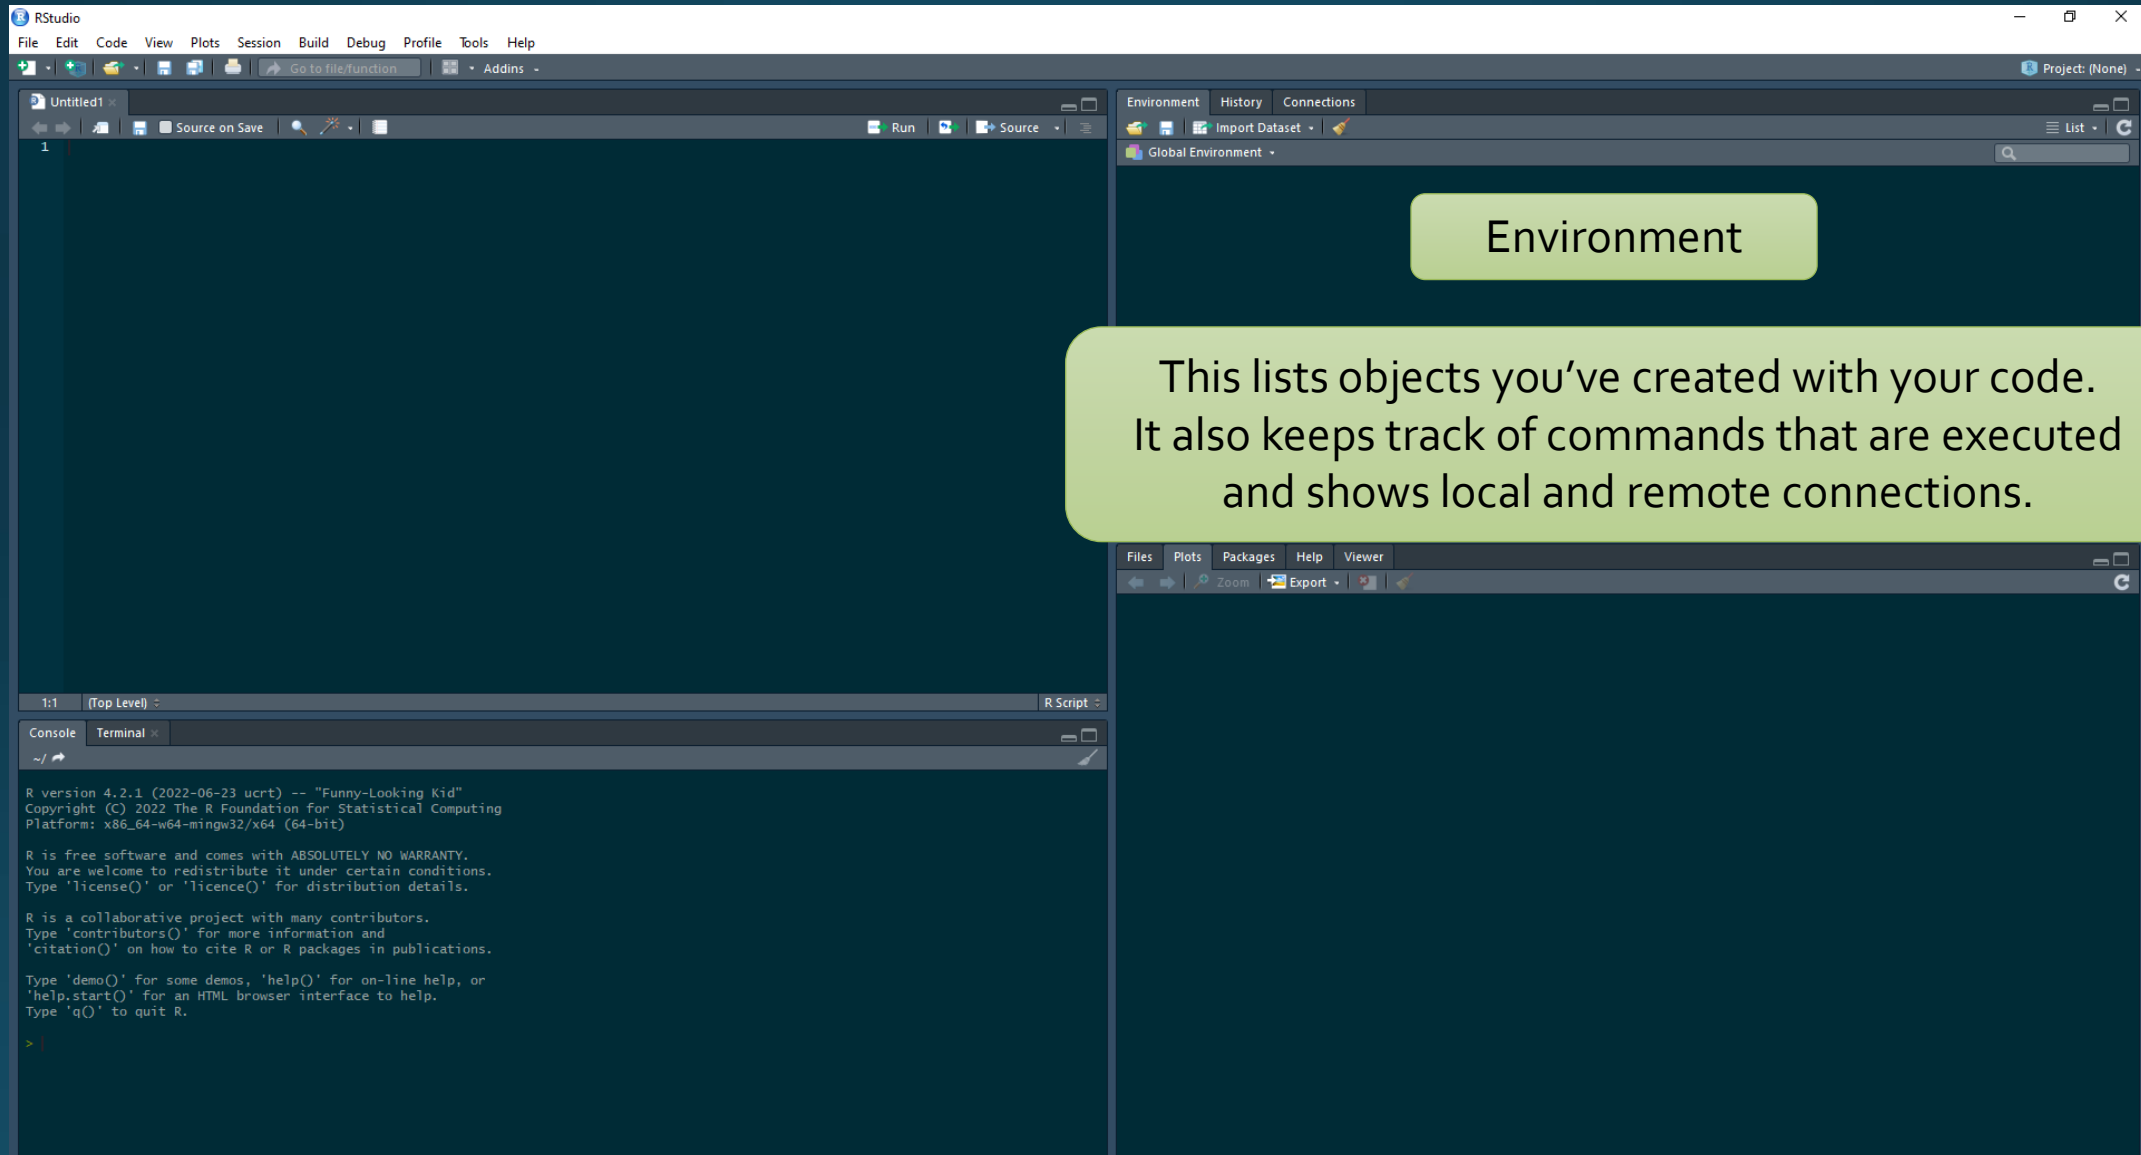 RStudio
File Edit Code View Plots Session Build Debug Profile Tools Help
Go to file/function Addins
Project: (None)
Untitled1
Source on Save Run Source
1
1:1 (Top Level) R Script
Console Terminal
~/
R version 4.2.1 (2022-06-23 ucrt) -- "Funny-Looking Kid"
Copyright (C) 2022 The R Foundation for Statistical Computing
Platform: x86_64-w64-mingw32/x64 (64-bit)
R is free software and comes with ABSOLUTELY NO WARRANTY.
You are welcome to redistribute it under certain conditions.
Type 'license()' or 'licence()' for distribution details.
R is a collaborative project with many contributors.
Type 'contributors()' for more information and
'citation()' on how to cite R or R packages in publications.
Type 'demo()' for some demos, 'help()' for on-line help, or
'help.start()' for an HTML browser interface to help.
Type 'q()' to quit R.
>
Environment History Connections
Import Dataset List
Global Environment
Environment
This lists objects you've created with your code.
It also keeps track of commands that are executed
and shows local and remote connections.
Files Plots Packages Help Viewer
Zoom Export